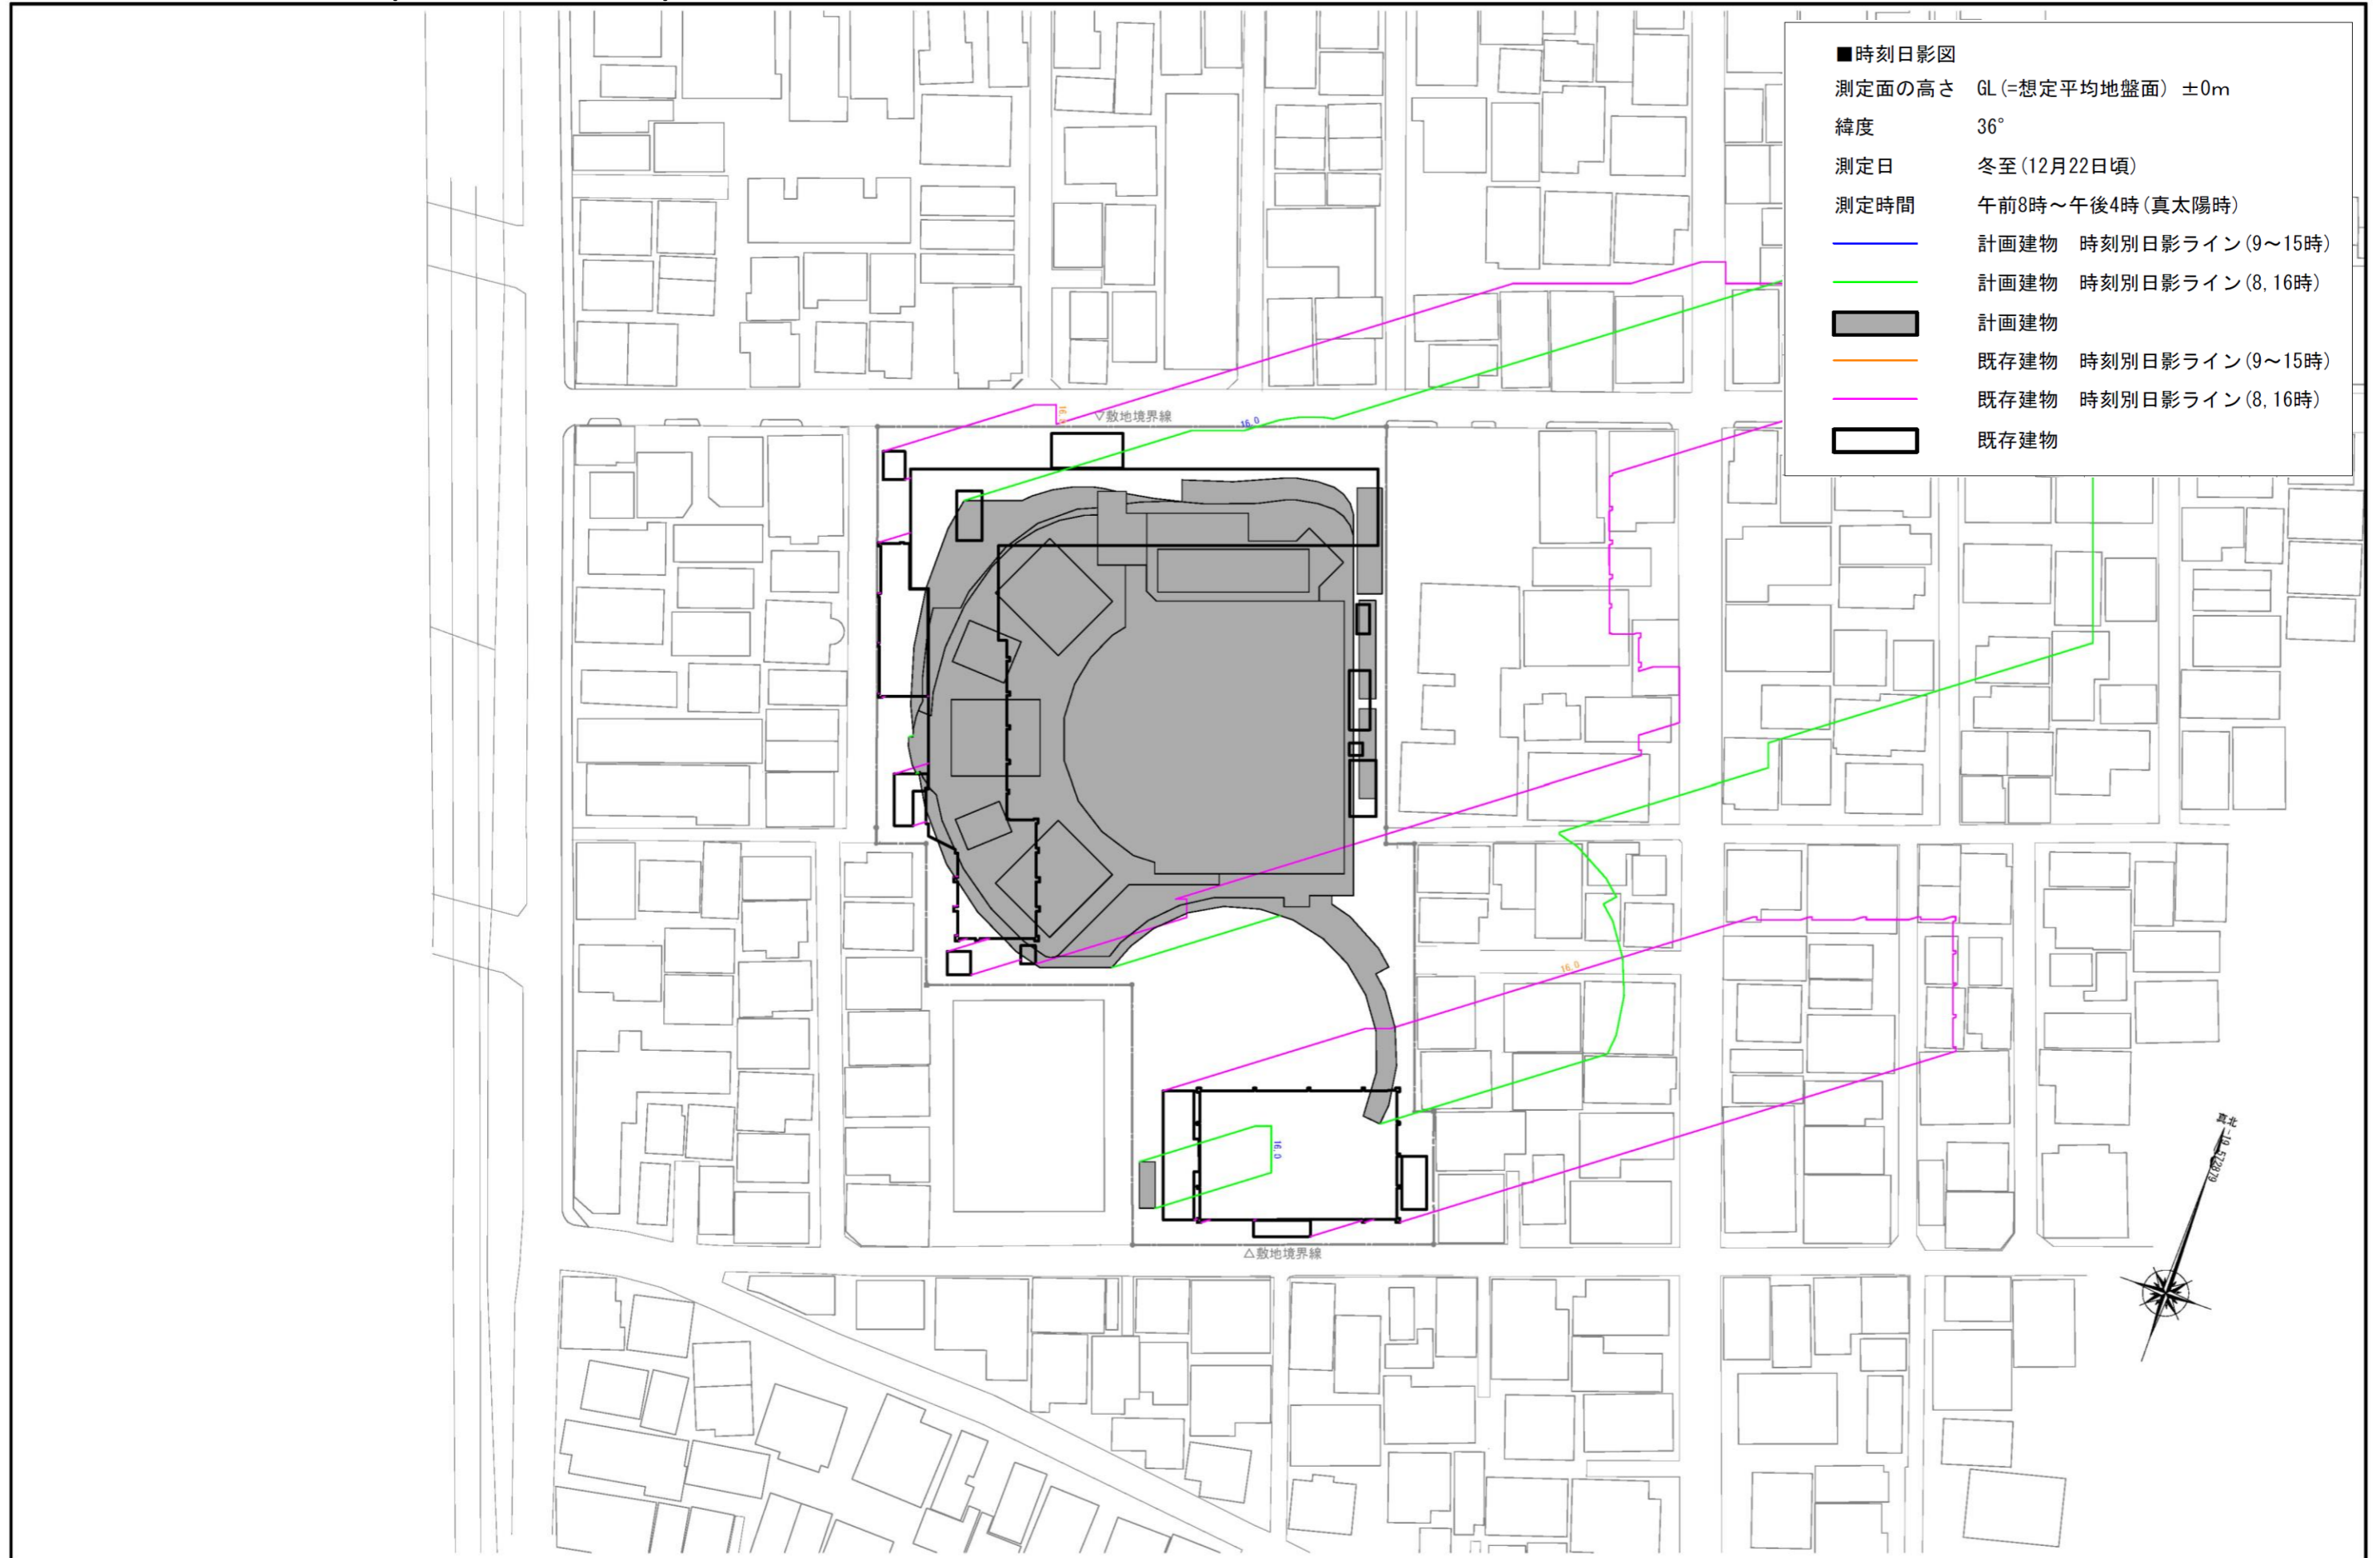 ■時刻日影図
測定面の高さ GL(=想定平均地盤面) ±0m
緯度 36°
測定日 冬至(12月22日頃)
測定時間 午前8時～午後4時(真太陽時)
計画建物 時刻別日影ライン(9～15時)
計画建物 時刻別日影ライン(8,16時)
計画建物
既存建物 時刻別日影ライン(9～15時)
既存建物 時刻別日影ライン(8,16時)
既存建物
▽敷地境界線
16.0
16.0
16.0
△敷地境界線
真北